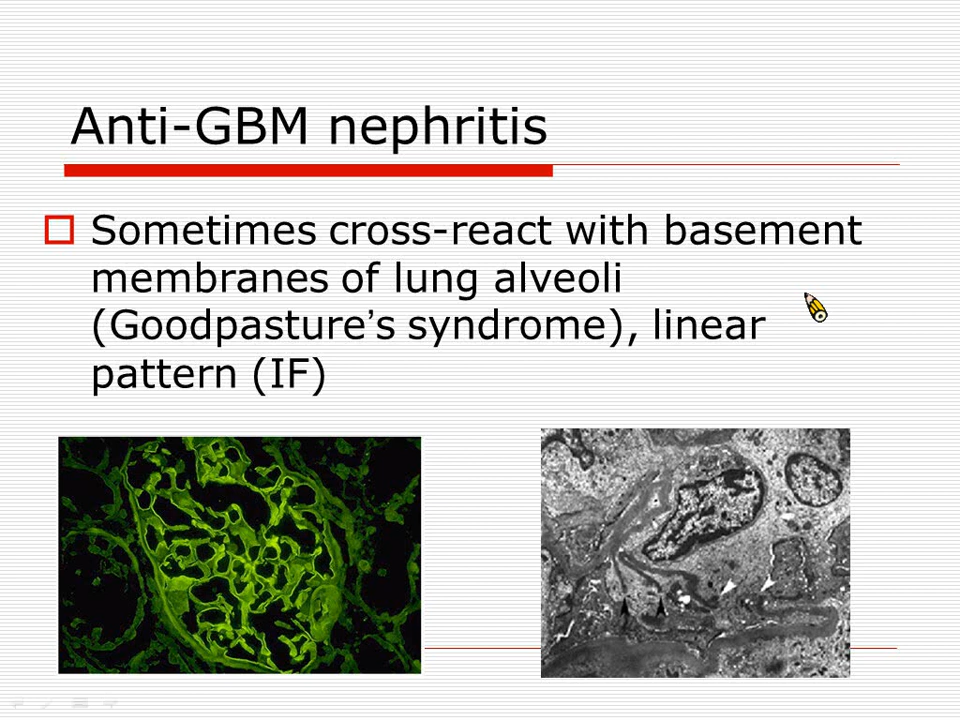 Anti-GBM nephritis
Sometimes cross-react with basement
membranes of lung alveoli
(Goodpasture’s syndrome), linear
pattern (IF)